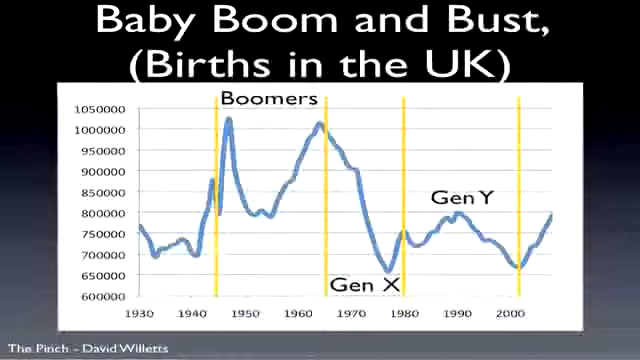 Baby Boom and Bust,
(Births in the UK)
Boomers
1050000
1000000
950000
900000
850000
800000
750000
700000
650000
600000
Gen Y
Gen X
1930 1940 1950 1960 1970 1980 1990 2000
The Pinch - David Willetts